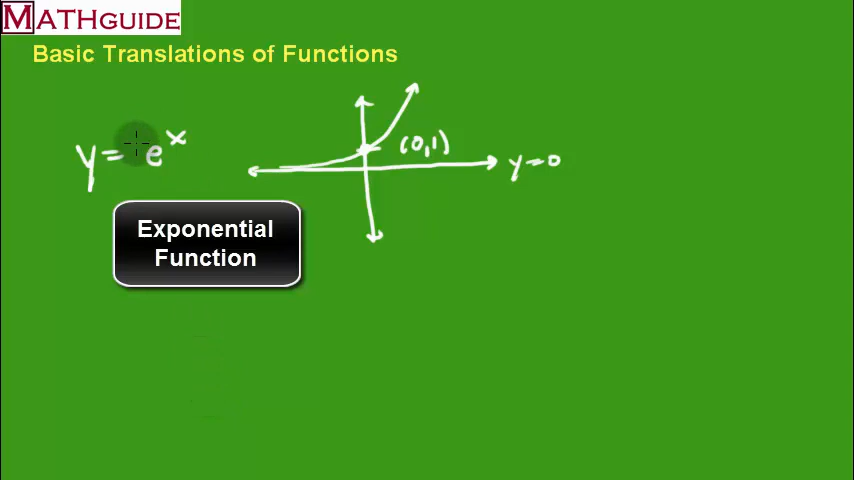 MATHGUIDE
Basic Translations of Functions
y = e^x
(0,1)
y = 0
Exponential
Function